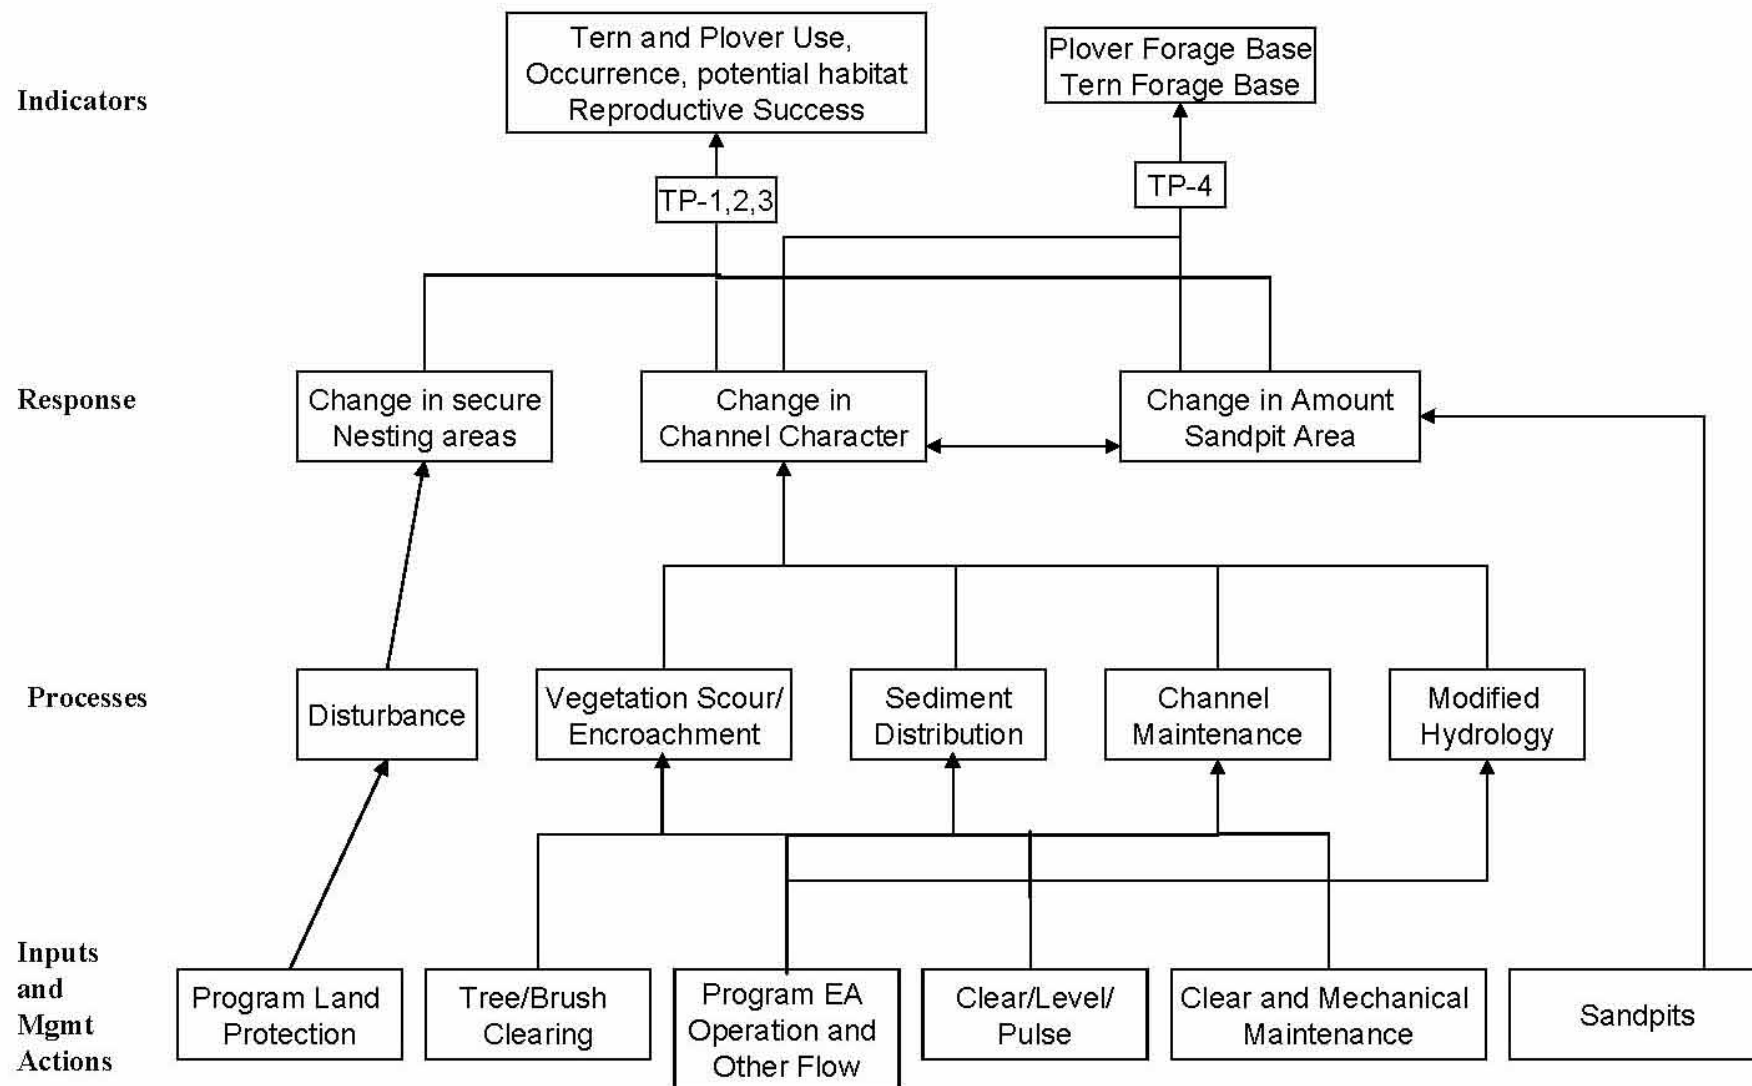 Indicators
Tern and Plover Use,
Occurrence, potential habitat
Reproductive Success
Plover Forage Base
Tern Forage Base
TP-1,2,3
TP-4
Response
Change in secure
Nesting areas
Change in
Channel Character
Change in Amount
Sandpit Area
Processes
Disturbance
Vegetation Scour/
Encroachment
Sediment
Distribution
Channel
Maintenance
Modified
Hydrology
Inputs
and
Mgmt
Actions
Program Land
Protection
Tree/Brush
Clearing
Program EA
Operation and
Other Flow
Clear/Level/
Pulse
Clear and Mechanical
Maintenance
Sandpits